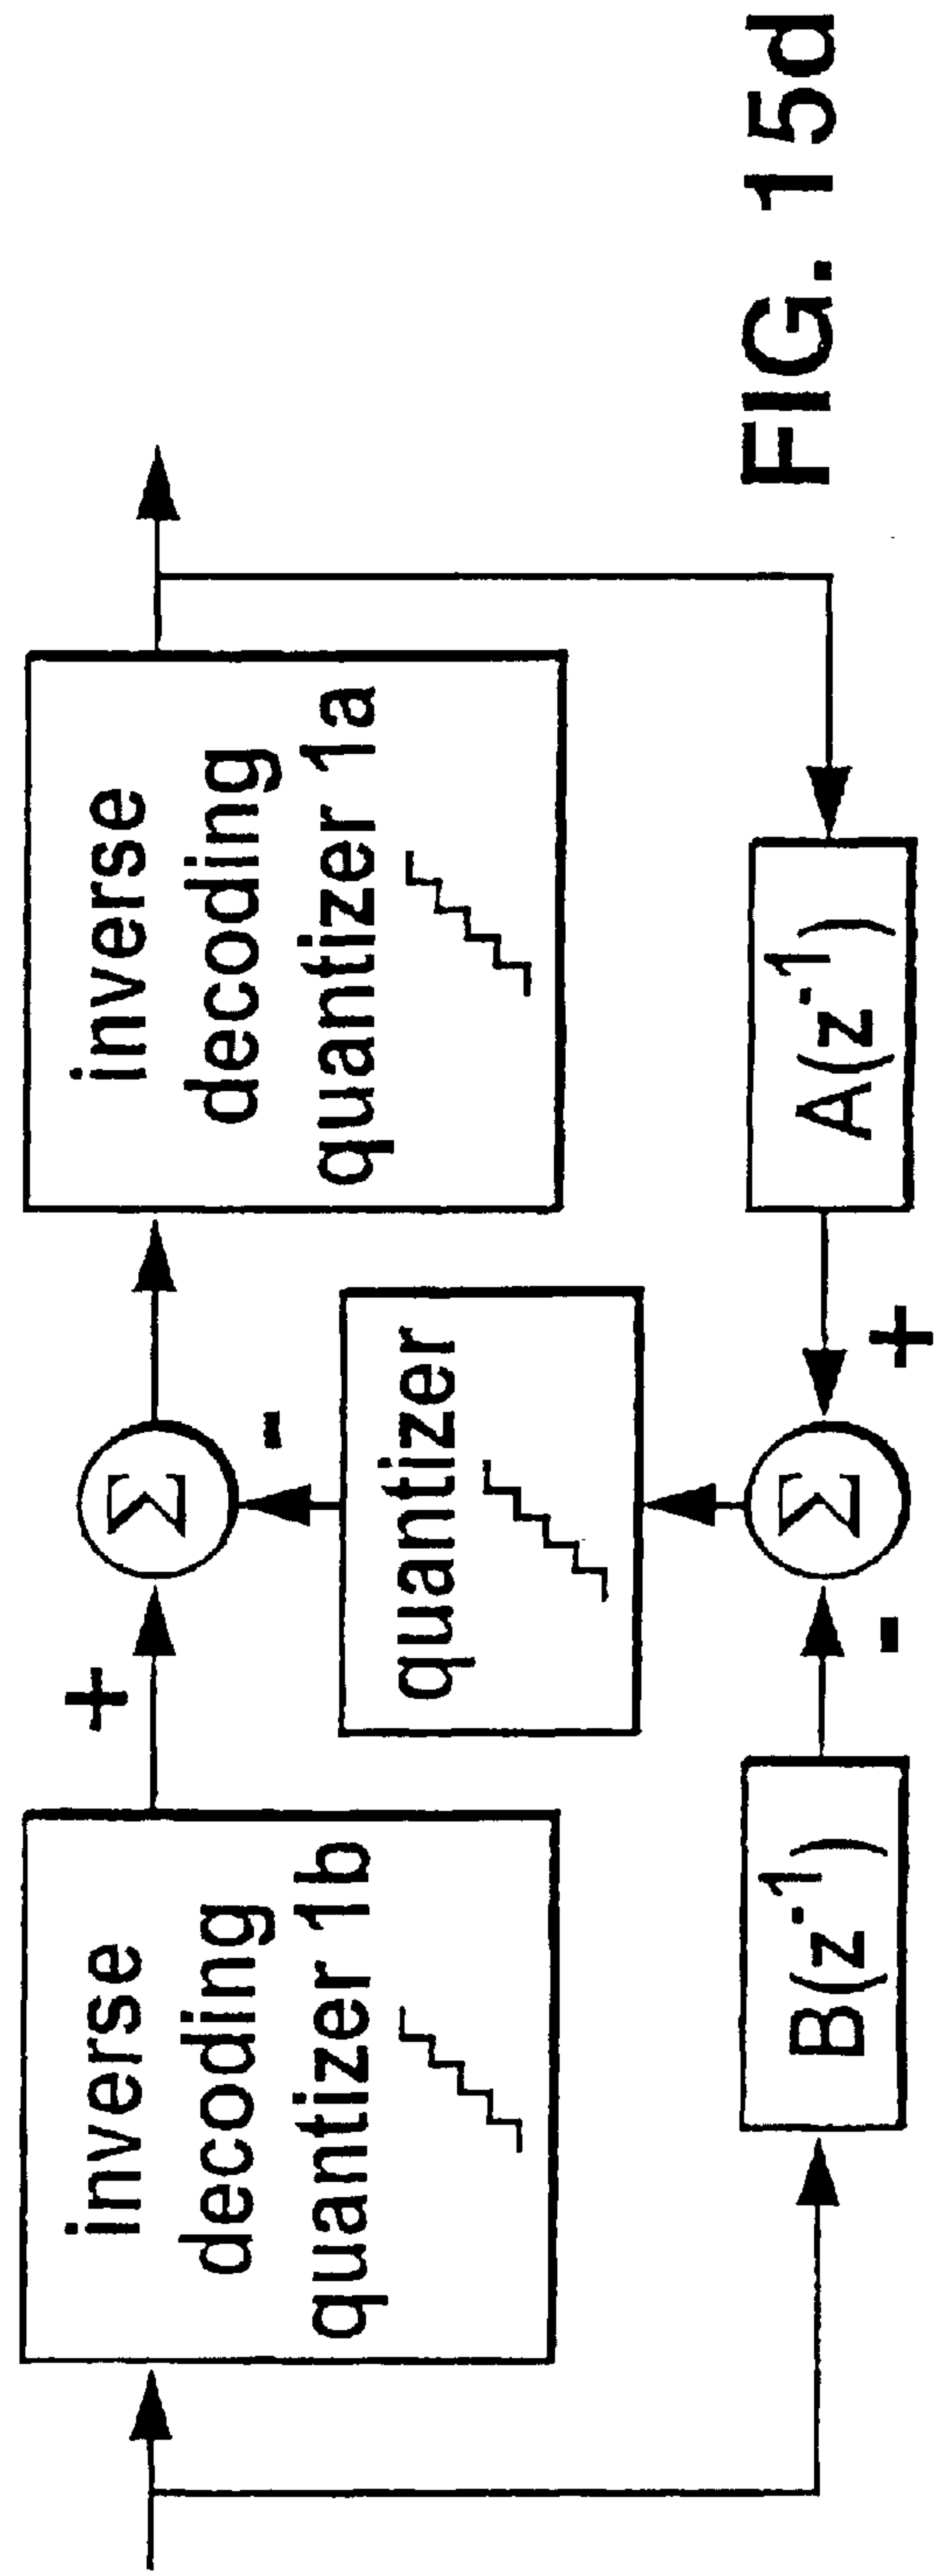 inverse
decoding
quantizer 1b
+
Σ
-
quantizer
inverse
decoding
quantizer 1a
B(z⁻¹)
-
Σ
+
A(z⁻¹)
FIG. 15d